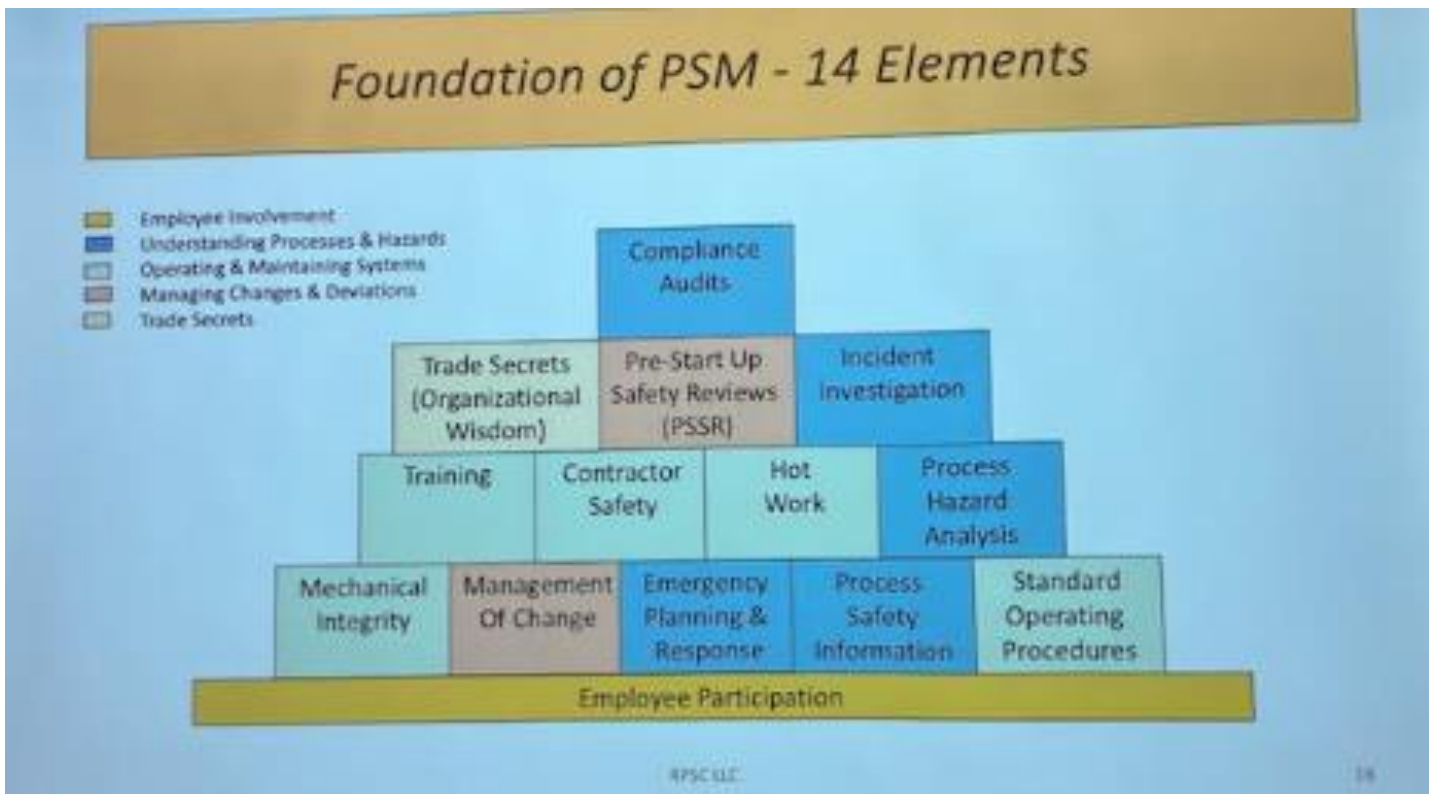 Foundation of PSM - 14 Elements
Employee Involvement
Understanding Processes & Hazards
Operating & Maintaining Systems
Managing Changes & Deviations
Trade Secrets
Compliance
Audits
Trade Secrets
(Organizational
Wisdom)
Pre-Start Up
Safety Reviews
(PSSR)
Incident
Investigation
Training
Contractor
Safety
Hot
Work
Process
Hazard
Analysis
Mechanical
Integrity
Management
Of Change
Emergency
Planning &
Response
Process
Safety
Information
Standard
Operating
Procedures
Employee Participation
RPSC LLC